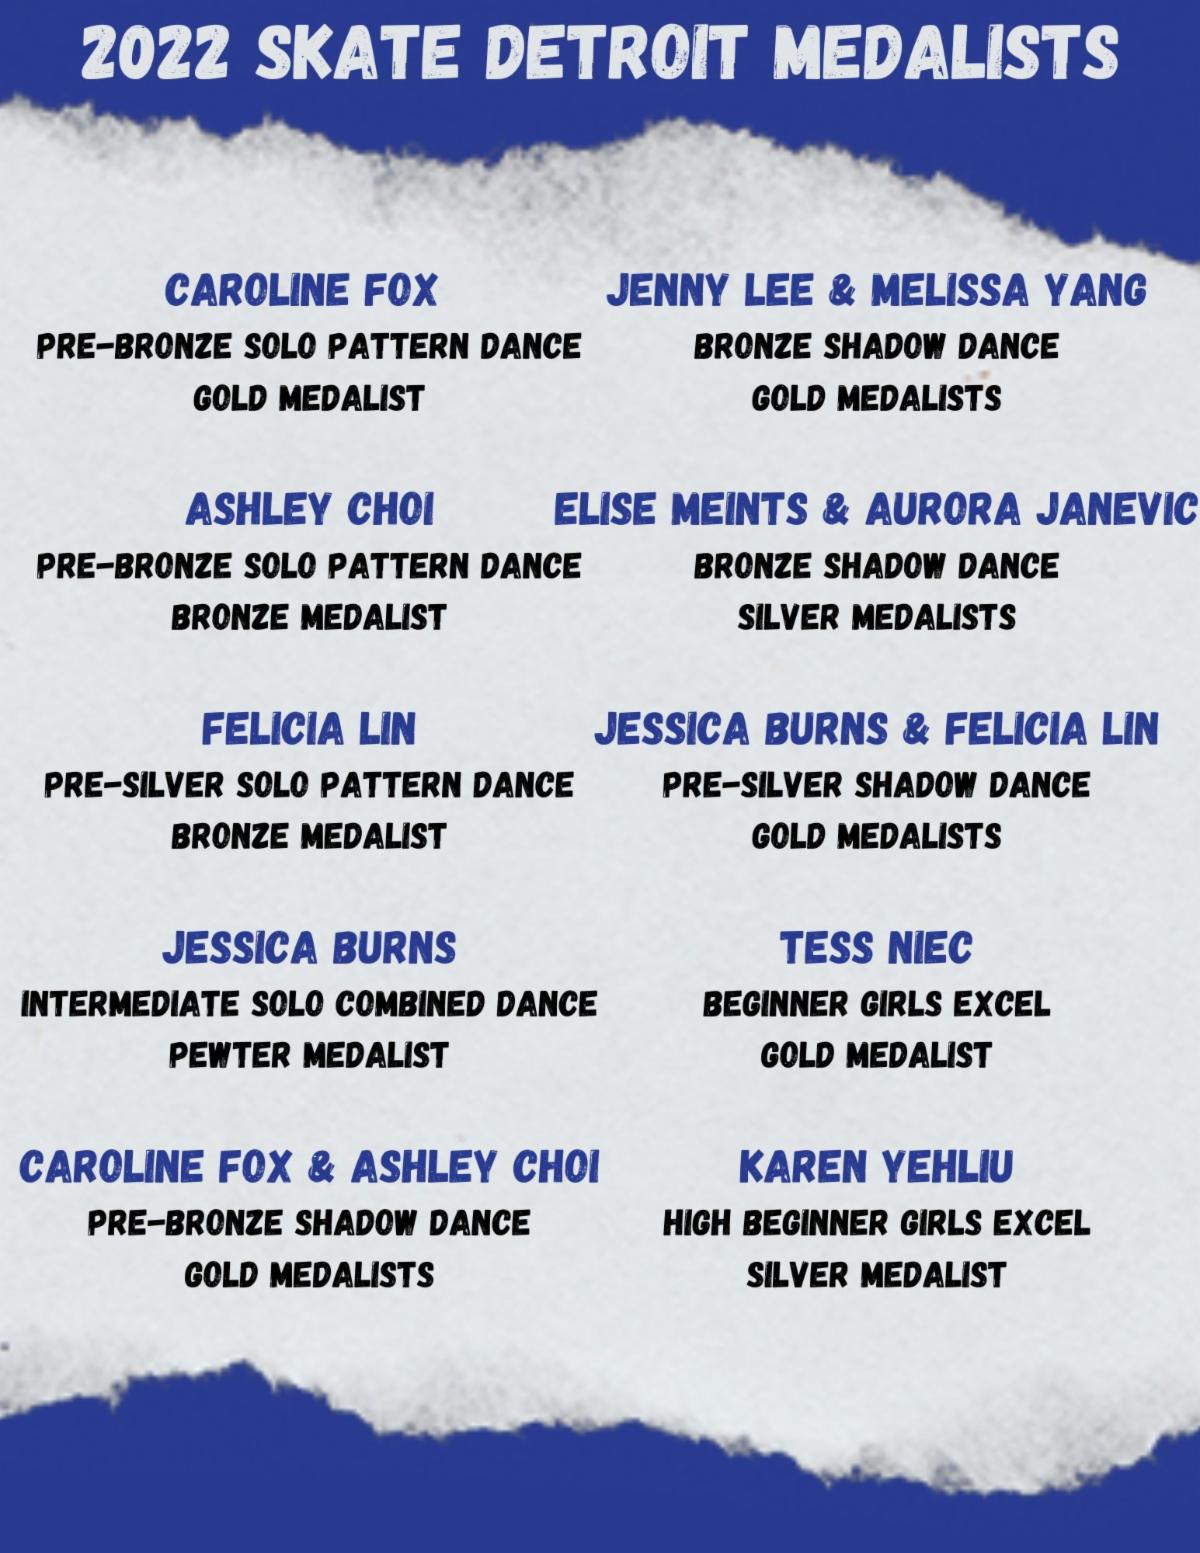 2022 SKATE DETROIT MEDALISTS
CAROLINE FOX
PRE-BRONZE SOLO PATTERN DANCE
GOLD MEDALIST
ASHLEY CHOI
PRE-BRONZE SOLO PATTERN DANCE
BRONZE MEDALIST
FELICIA LIN
PRE-SILVER SOLO PATTERN DANCE
BRONZE MEDALIST
JESSICA BURNS
INTERMEDIATE SOLO COMBINED DANCE
PEWTER MEDALIST
CAROLINE FOX & ASHLEY CHOI
PRE-BRONZE SHADOW DANCE
GOLD MEDALISTS
JENNY LEE & MELISSA YANG
BRONZE SHADOW DANCE
GOLD MEDALISTS
ELISE MEINTS & AURORA JANEVIC
BRONZE SHADOW DANCE
SILVER MEDALISTS
JESSICA BURNS & FELICIA LIN
PRE-SILVER SHADOW DANCE
GOLD MEDALISTS
TESS NIEC
BEGINNER GIRLS EXCEL
GOLD MEDALIST
KAREN YEHLIU
HIGH BEGINNER GIRLS EXCEL
SILVER MEDALIST